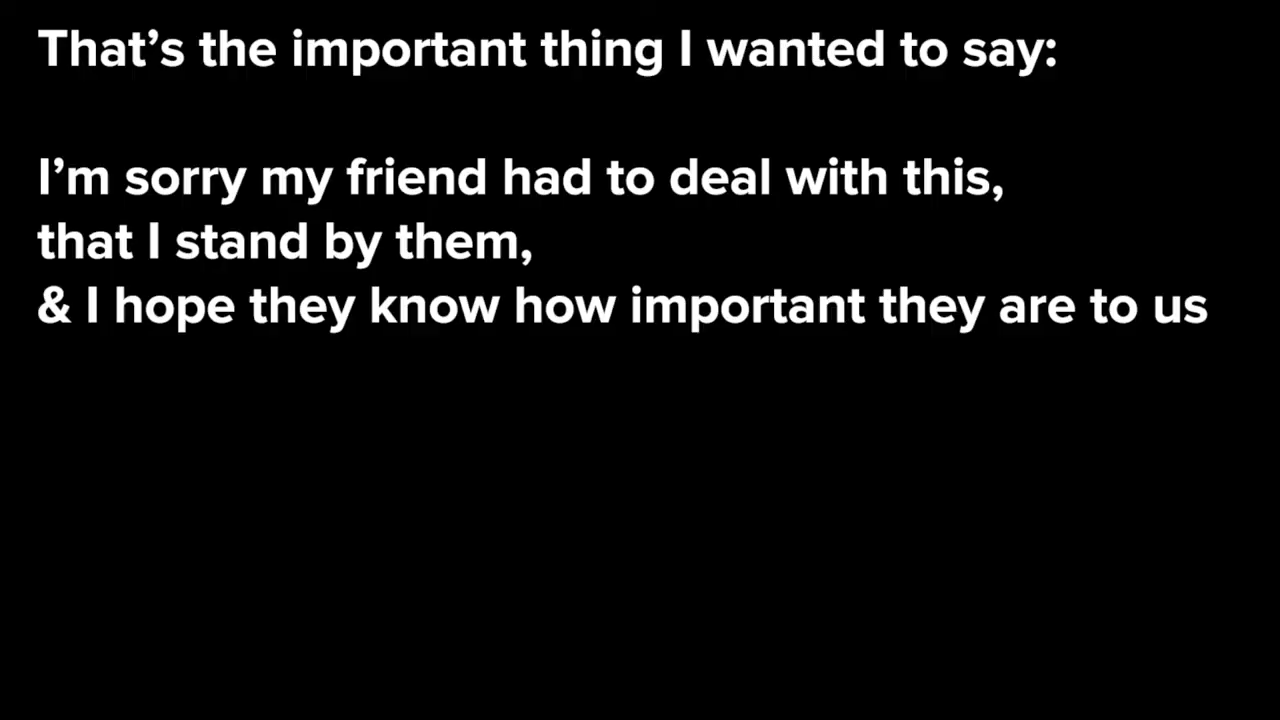 That’s the important thing I wanted to say:
I’m sorry my friend had to deal with this,
that I stand by them,
& I hope they know how important they are to us